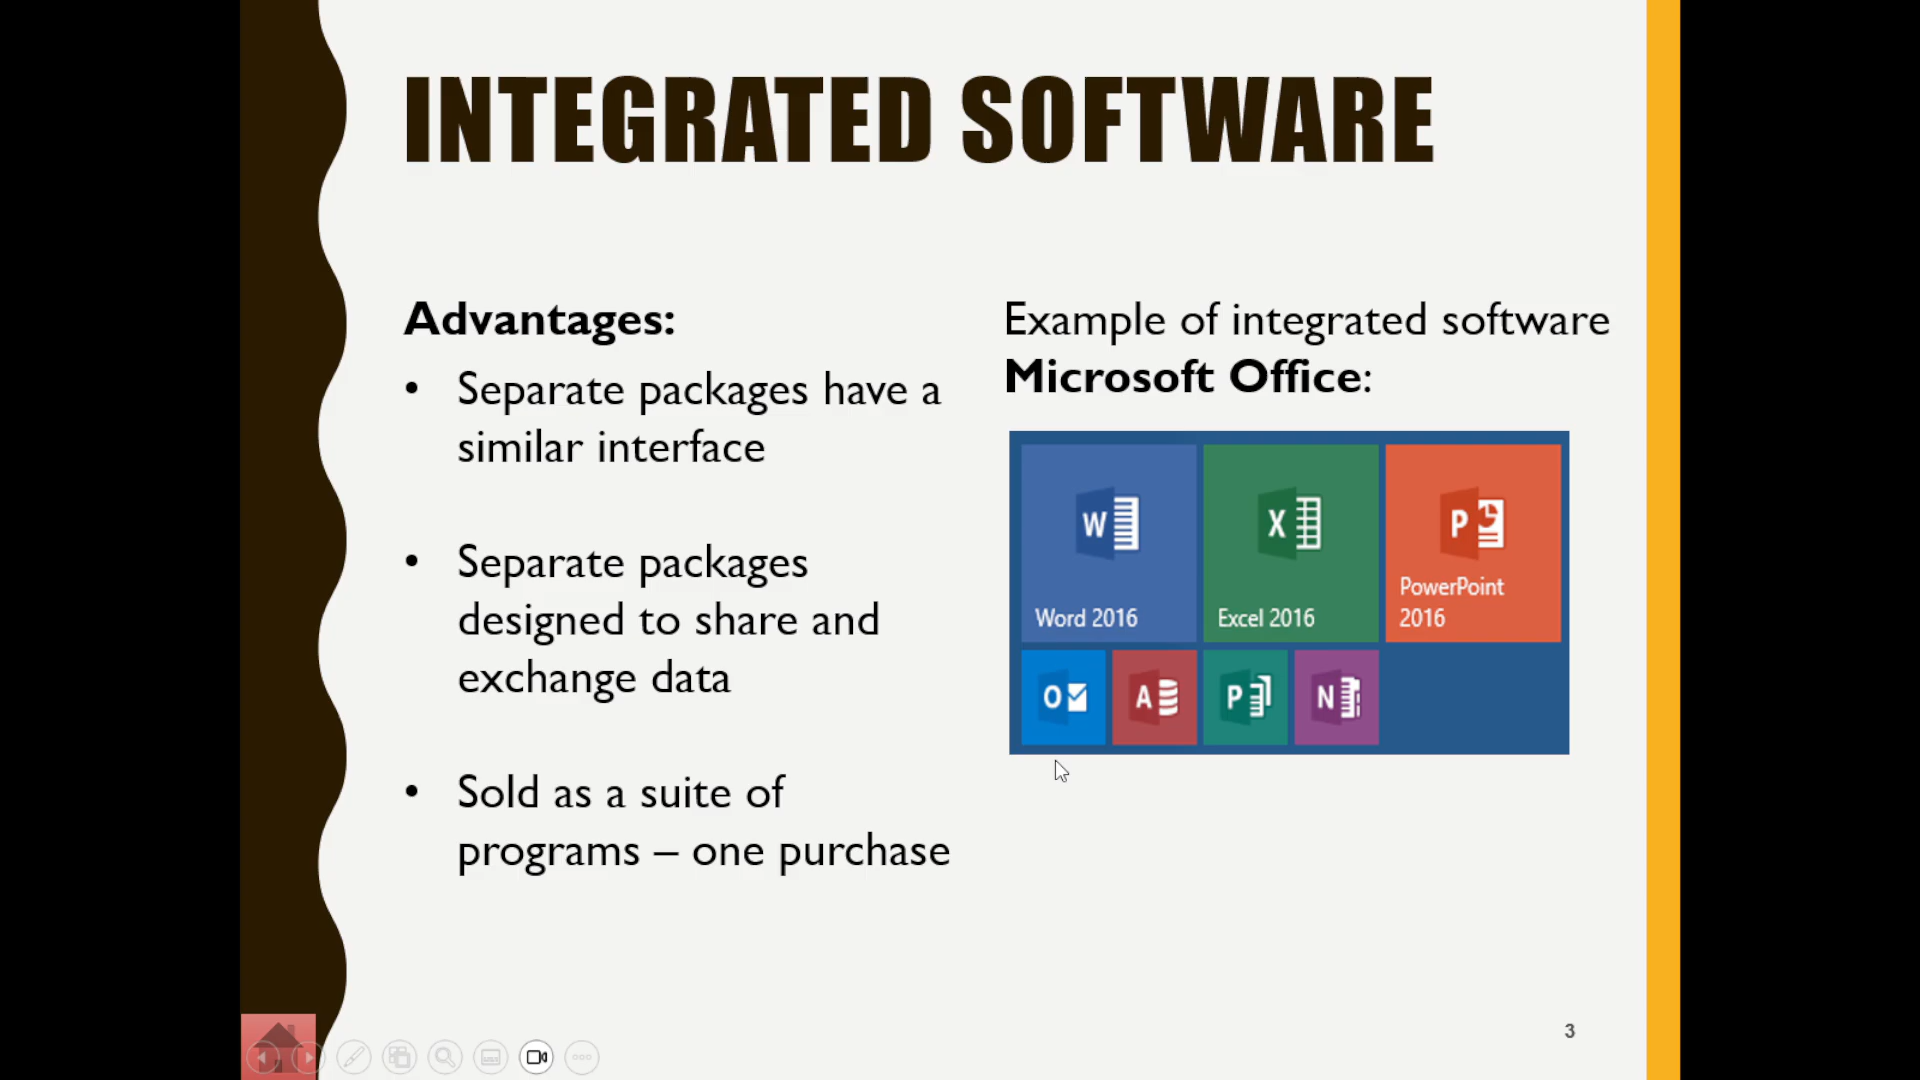 INTEGRATED SOFTWARE
Advantages:
• Separate packages have a
similar interface
• Separate packages
designed to share and
exchange data
• Sold as a suite of
programs – one purchase
Example of integrated software
Microsoft Office:
W
Word 2016
X
Excel 2016
P
PowerPoint
2016
O
A
P
N
3